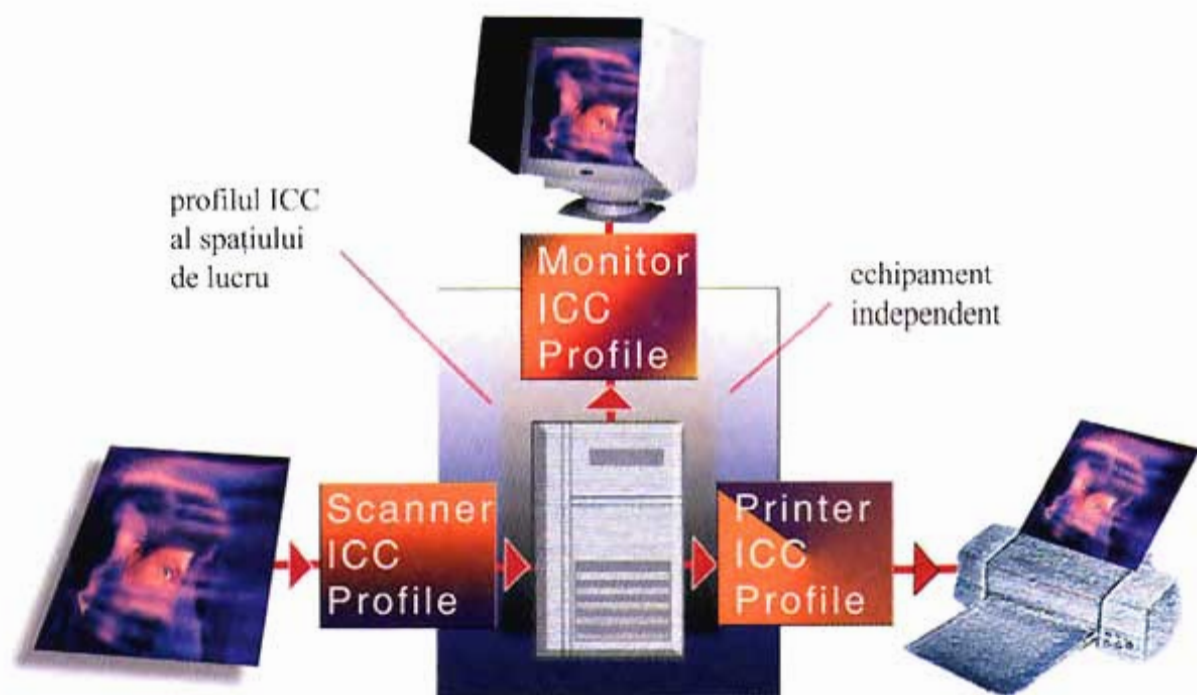 profilul ICC
al spațiului
de lucru
Monitor
ICC
Profile
echipament
independent
Scanner
ICC
Profile
Printer
ICC
Profile